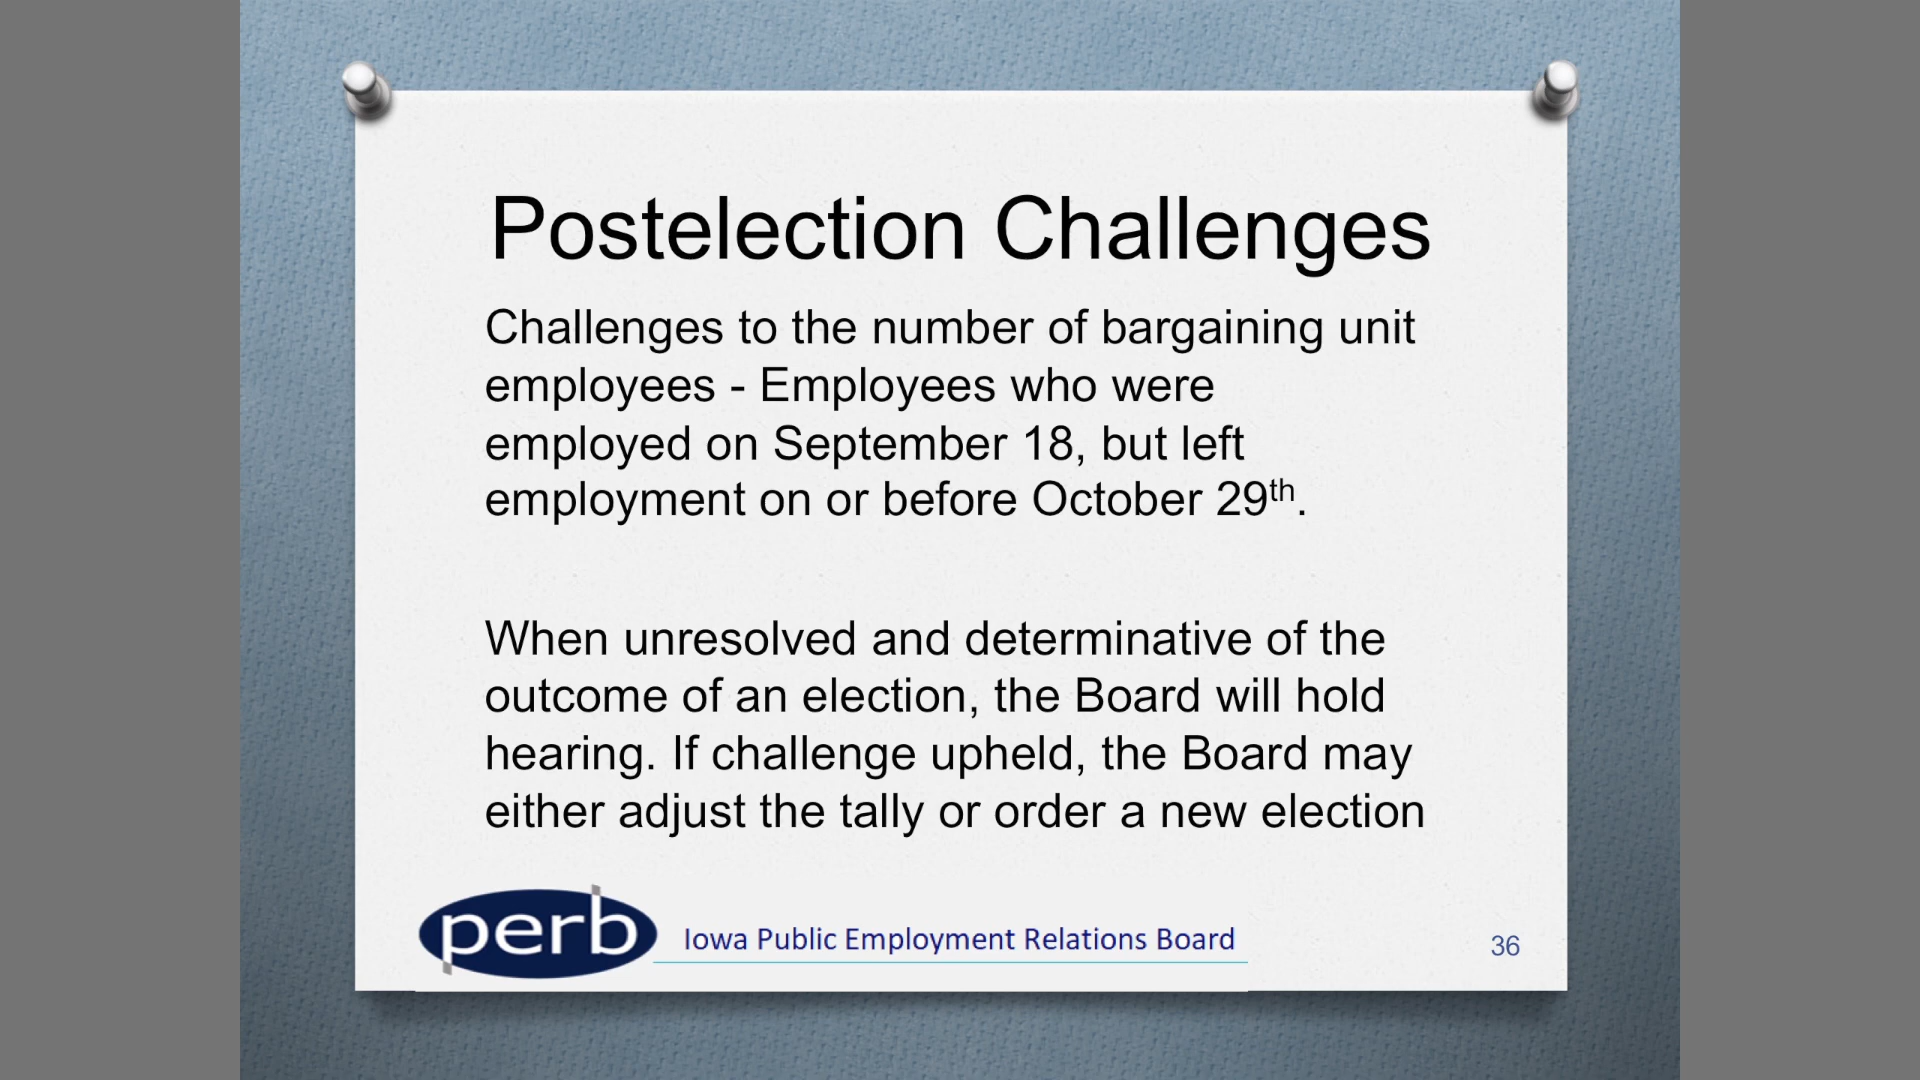 Postelection Challenges
Challenges to the number of bargaining unit
employees - Employees who were
employed on September 18, but left
employment on or before October 29th.
When unresolved and determinative of the
outcome of an election, the Board will hold
hearing. If challenge upheld, the Board may
either adjust the tally or order a new election
perb
Iowa Public Employment Relations Board
36